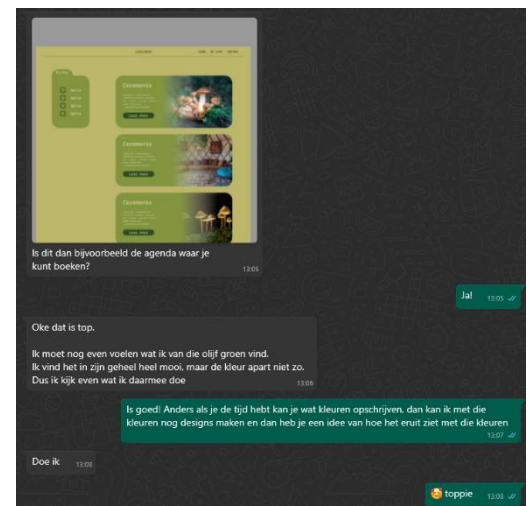 Ceremonie
Ceremonie
Ceremonie
Is dit dan bijvoorbeeld de agenda waar je
kunt boeken?
13:05
Ja!
13:05
Oke dat is top.
Ik moet nog even voelen wat ik van die olijf groen vind.
Ik vind het in zijn geheel heel mooi, maar de kleur apart niet zo.
Dus ik kijk even wat ik daarmee doe
13:06
Is goed! Anders als je de tijd hebt kan je wat kleuren opschrijven, dan kan ik met die
kleuren nog designs maken en dan heb je een idee van hoe het eruit ziet met die kleuren
13:07
Doe ik
13:08
🥰 toppie
13:08